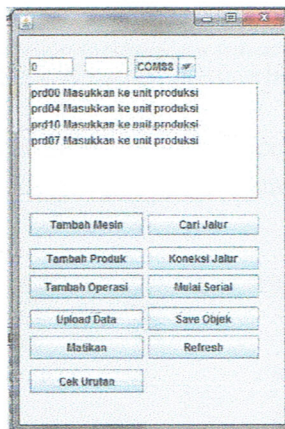 0 COM88
prd00 Masukkan ke unit produksi
prd04 Masukkan ke unit produksi
prd10 Masukkan ke unit produksi
prd07 Masukkan ke unit produksi
Tambah Mesin Cari Jalur
Tambah Produk Koneksi Jalur
Tambah Operasi Mulai Serial
Upload Data Save Objek
Matikan Refresh
Cek Urutan